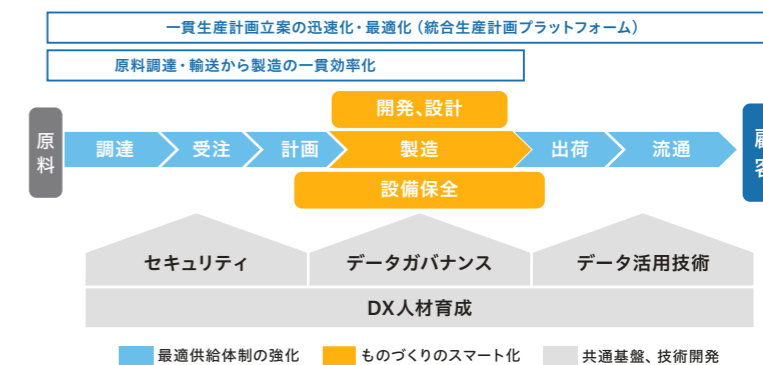 一貫生産計画立案の迅速化・最適化（統合生産計画プラットフォーム）
原料調達・輸送から製造の一貫効率化
開発、設計
原料
調達
受注
計画
製造
出荷
流通
顧客
設備保全
セキュリティ
データガバナンス
データ活用技術
DX人材育成
最適供給体制の強化
ものづくりのスマート化
共通基盤、技術開発